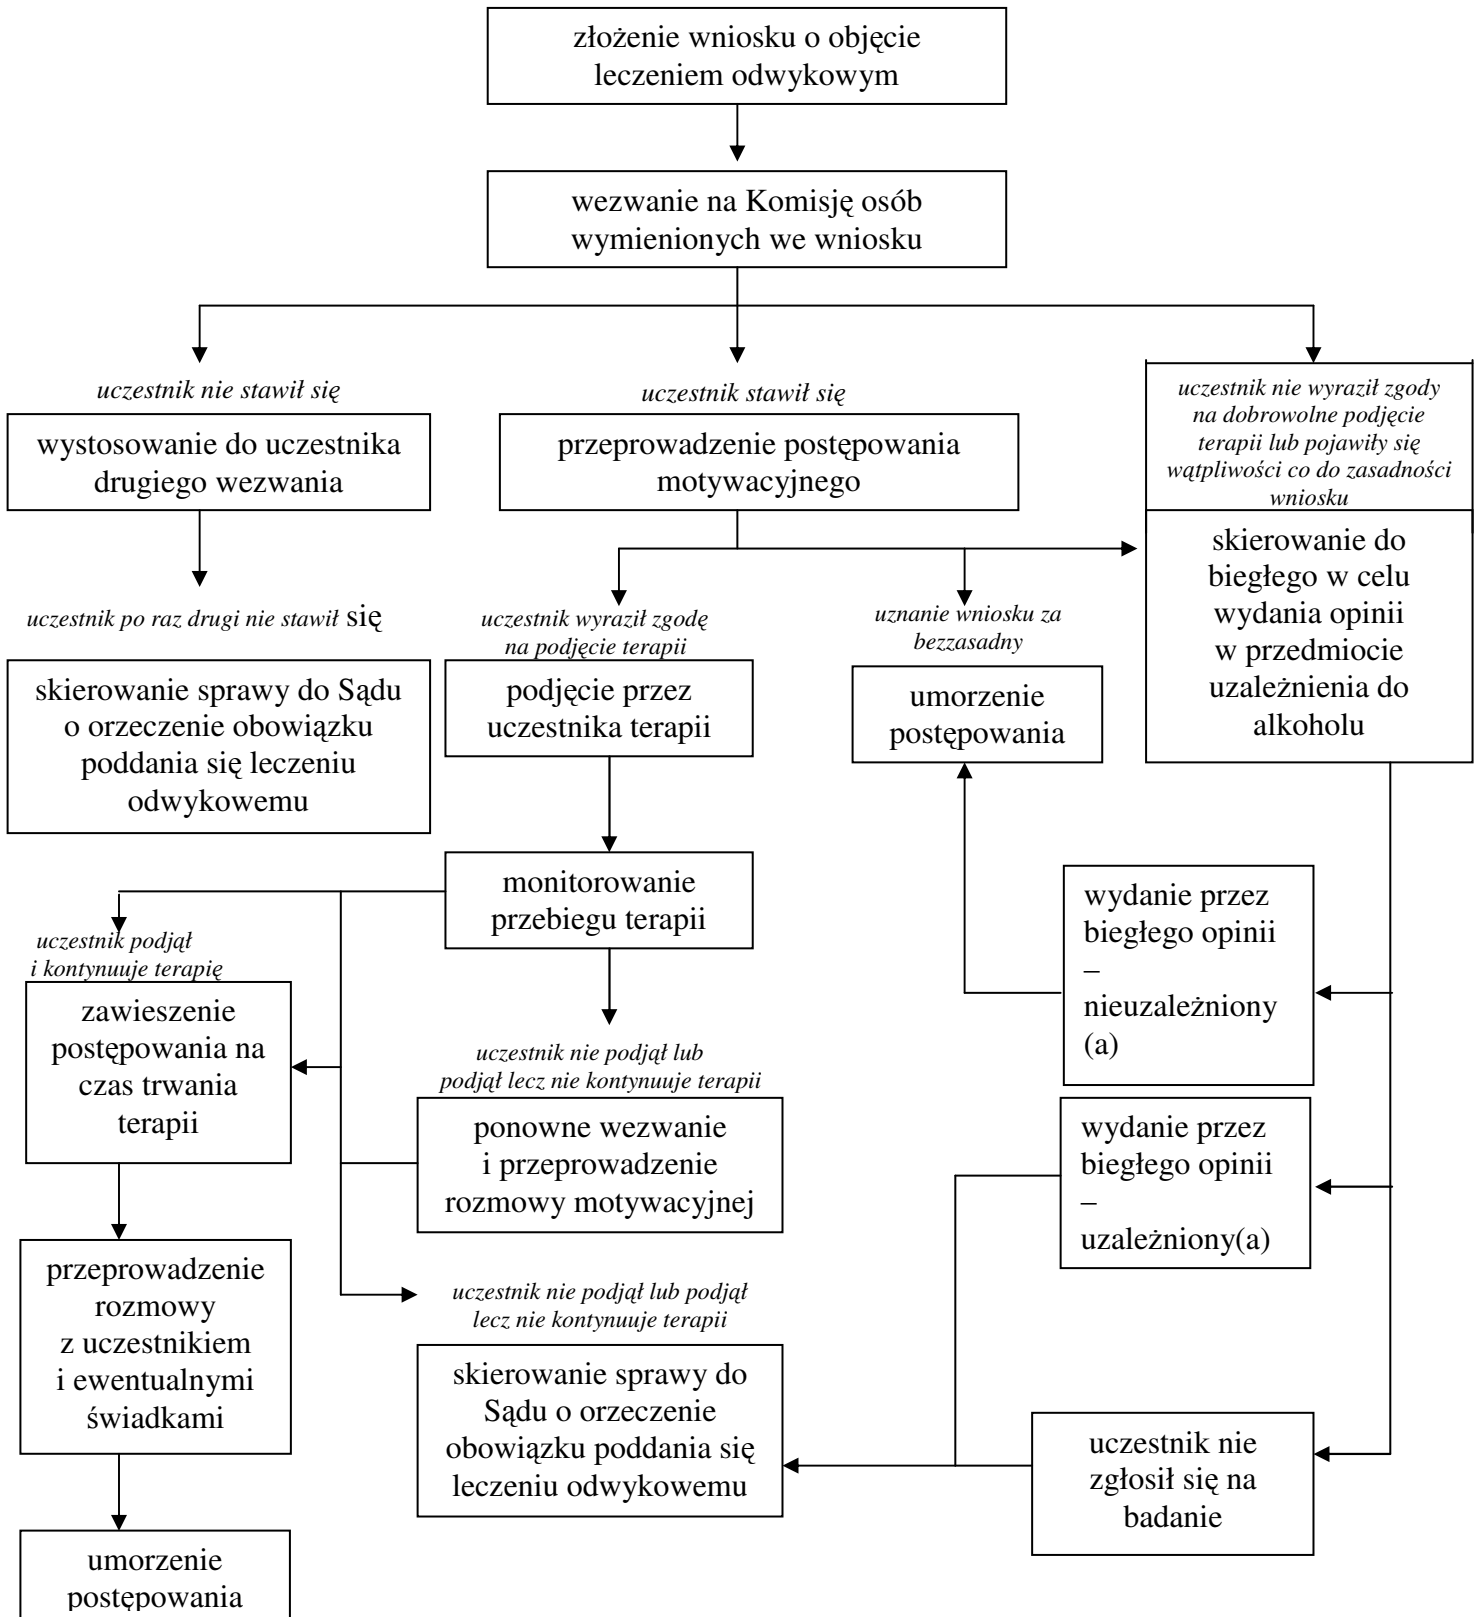 złożenie wniosku o objęcie
leczeniem odwykowym
wezwanie na Komisję osób
wymienionych we wniosku
uczestnik nie stawił się
wystosowanie do uczestnika
drugiego wezwania
uczestnik po raz drugi nie stawił się
skierowanie sprawy do Sądu
o orzeczenie obowiązku
poddania się leczeniu
odwykowemu
uczestnik stawił się
przeprowadzenie postępowania
motywacyjnego
uczestnik nie wyraził zgody
na dobrowolne podjęcie
terapii lub pojawiły się
wątpliwości co do zasadności
wniosku
skierowanie do
biegłego w celu
wydania opinii
w przedmiocie
uzależnienia do
alkoholu
uczestnik wyraził zgodę
na podjęcie terapii
podjęcie przez
uczestnika terapii
uznanie wniosku za
bezzasadny
umorzenie
postępowania
monitorowanie
przebiegu terapii
uczestnik podjął
i kontynuuje terapię
zawieszenie
postępowania na
czas trwania
terapii
uczestnik nie podjął lub
podjął lecz nie kontynuuje terapii
ponowne wezwanie
i przeprowadzenie
rozmowy motywacyjnej
wydanie przez
biegłego opinii
–
nieuzależniony
(a)
wydanie przez
biegłego opinii
–
uzależniony(a)
przeprowadzenie
rozmowy
z uczestnikiem
i ewentualnymi
świadkami
uczestnik nie podjął lub podjął
lecz nie kontynuuje terapii
skierowanie sprawy do
Sądu o orzeczenie
obowiązku poddania się
leczeniu odwykowemu
uczestnik nie
zgłosił się na
badanie
umorzenie
postępowania